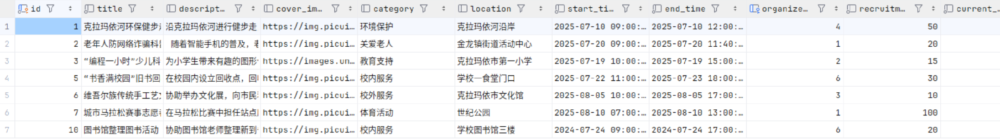 id title descript… cover_im… category location start_ti… end_time organize… recruitm… current_…
1 1 克拉玛依河环保健步 沿克拉玛依河进行健步走 https://img.picui… 环境保护 克拉玛依河沿岸 2025-07-10 09:00:… 2025-07-10 12:00:… 4 50
2 2 老年人防网络诈骗科 随着智能手机的普及，老 https://img.picui… 关爱老人 金龙镇街道活动中心 2025-07-20 09:00:… 2025-07-20 11:40:… 1 20
3 3 “编程一小时”少儿科 为小学生带来有趣的图形 https://images.un… 教育支持 克拉玛依市第一小学 2025-07-19 10:00:… 2025-07-19 15:00:… 2 15
4 5 “书香满校园”旧书回 在校园内设立回收点，回 https://img.picui… 校内服务 学校一食堂门口 2025-07-22 11:00:… 2025-07-23 18:00:… 6 30
5 6 维吾尔族传统手工艺 协助举办文化展，向市民 https://img.picui… 校外服务 克拉玛依市文化馆 2025-08-05 10:00:… 2025-08-05 17:00:… 3 10
6 7 城市马拉松赛事志愿 在马拉松比赛中担任站点 https://img.picui… 体育活动 世纪公园 2025-08-10 07:00:… 2025-08-10 13:00:… 1 100
7 10 图书馆整理图书活动 协助图书馆老师整理新到 https://img.picui… 校内服务 学校图书馆三楼 2024-07-24 09:00:… 2024-07-24 17:00:… 6 20